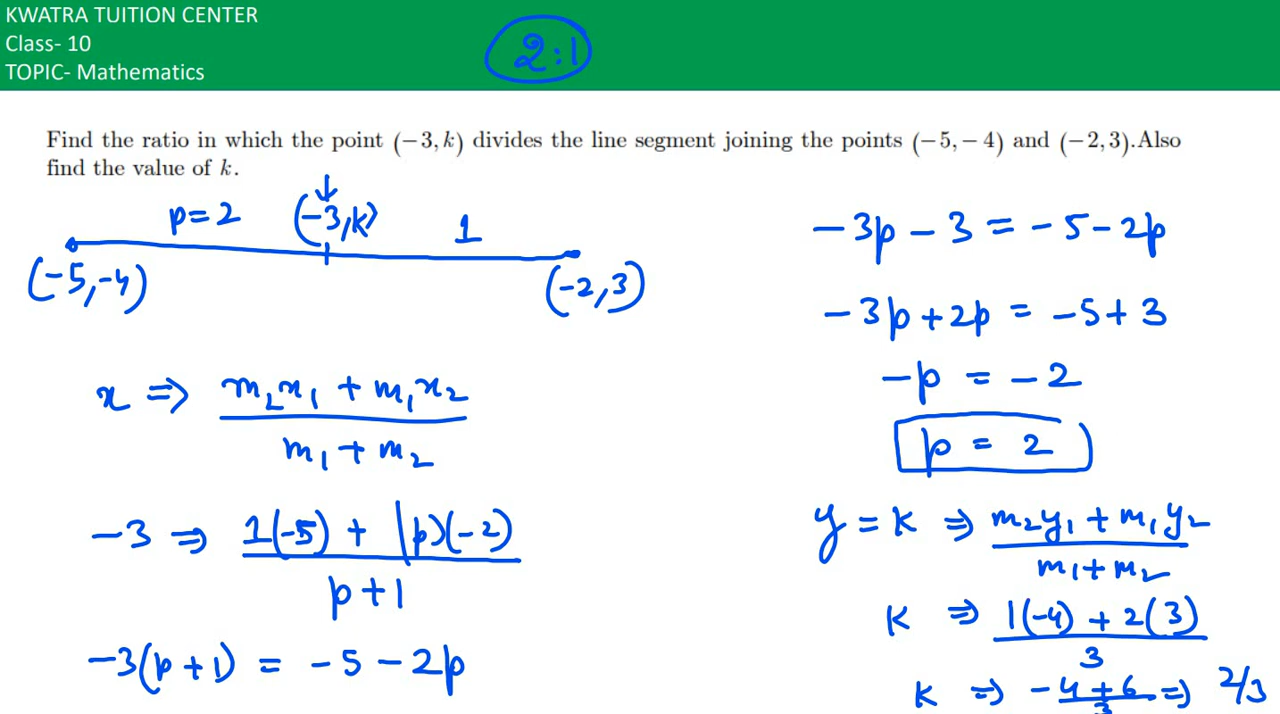 KWATRA TUITION CENTER
Class- 10
TOPIC- Mathematics
2:1
Find the ratio in which the point (−3, k) divides the line segment joining the points (−5, − 4) and (−2, 3).Also
find the value of k.
p=2 (-3,k) 1
(-5,-4) (-2,3)
x ⇒ m₂x₁ + m₁x₂
m₁ + m₂
-3 ⇒ 1(-5) + (p)(-2)
p+1
-3(p+1) = -5-2p
-3p-3 = -5-2p
-3p+2p = -5+3
-p = -2
p = 2
y = k ⇒ m₂y₁ + m₁y₂
m₁+m₂
k ⇒ 1(-4) + 2(3)
3
k ⇒ -4+6 ⇒ 2/3
3